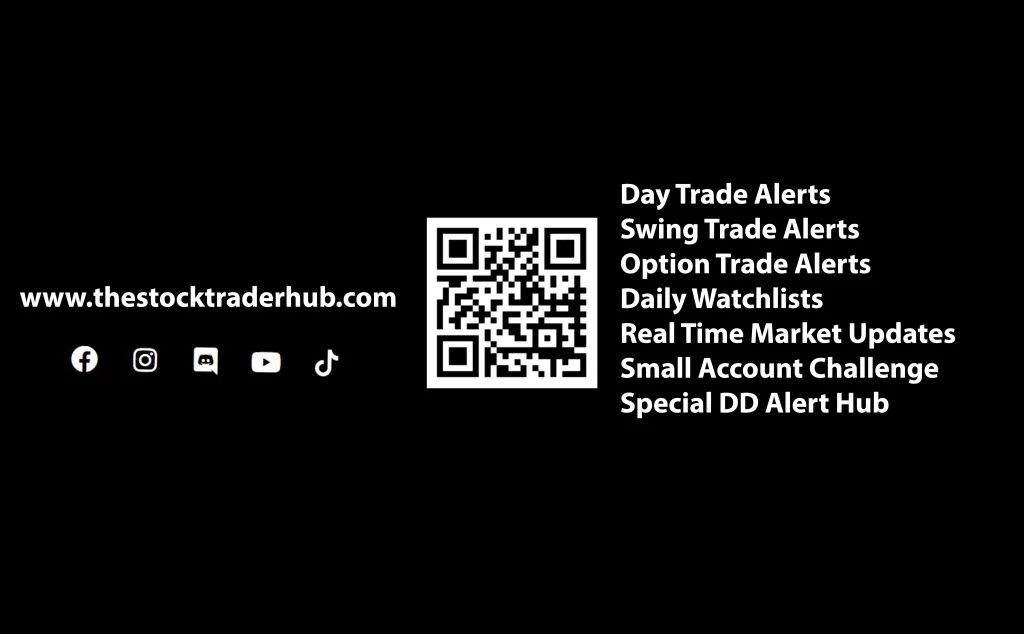 www.thestocktraderhub.com
Day Trade Alerts
Swing Trade Alerts
Option Trade Alerts
Daily Watchlists
Real Time Market Updates
Small Account Challenge
Special DD Alert Hub